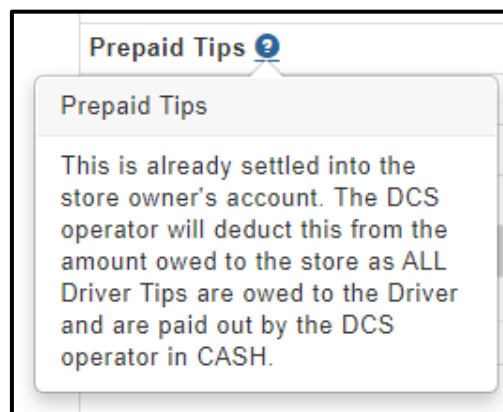 Prepaid Tips ?
Prepaid Tips
This is already settled into the
store owner's account. The DCS
operator will deduct this from the
amount owed to the store as ALL
Driver Tips are owed to the Driver
and are paid out by the DCS
operator in CASH.